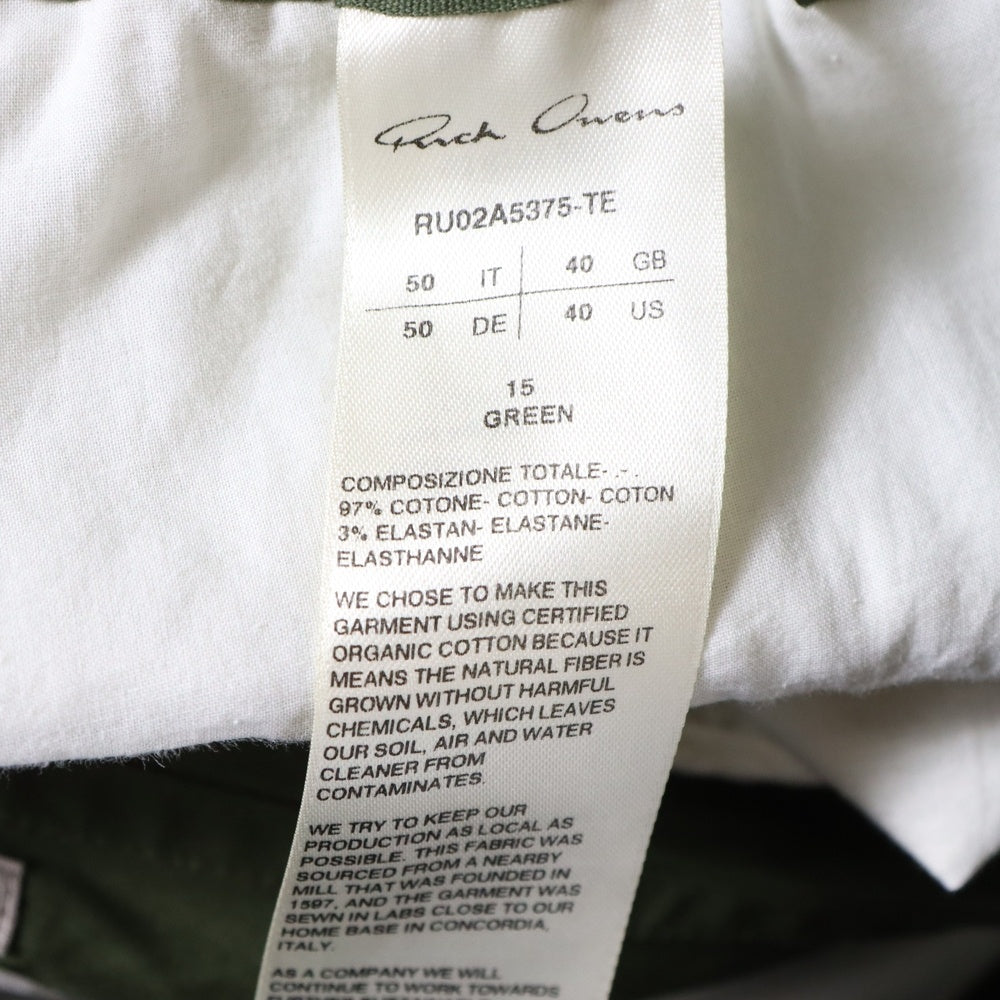 Rick Owens
RU02A5375-TE
50 IT 40 GB
50 DE 40 US
15
GREEN
COMPOSIZIONE TOTALE- .- .
97% COTONE- COTTON- COTON
3% ELASTAN- ELASTANE-
ELASTHANNE
WE CHOSE TO MAKE THIS
GARMENT USING CERTIFIED
ORGANIC COTTON BECAUSE IT
MEANS THE NATURAL FIBER IS
GROWN WITHOUT HARMFUL
CHEMICALS, WHICH LEAVES
OUR SOIL, AIR AND WATER
CLEANER FROM
CONTAMINATES.
WE TRY TO KEEP OUR
PRODUCTION AS LOCAL AS
POSSIBLE. THIS FABRIC WAS
SOURCED FROM A NEARBY
MILL THAT WAS FOUNDED IN
1597, AND THE GARMENT WAS
SEWN IN LABS CLOSE TO OUR
HOME BASE IN CONCORDIA,
ITALY.
AS A COMPANY WE WILL
CONTINUE TO WORK TOWARDS